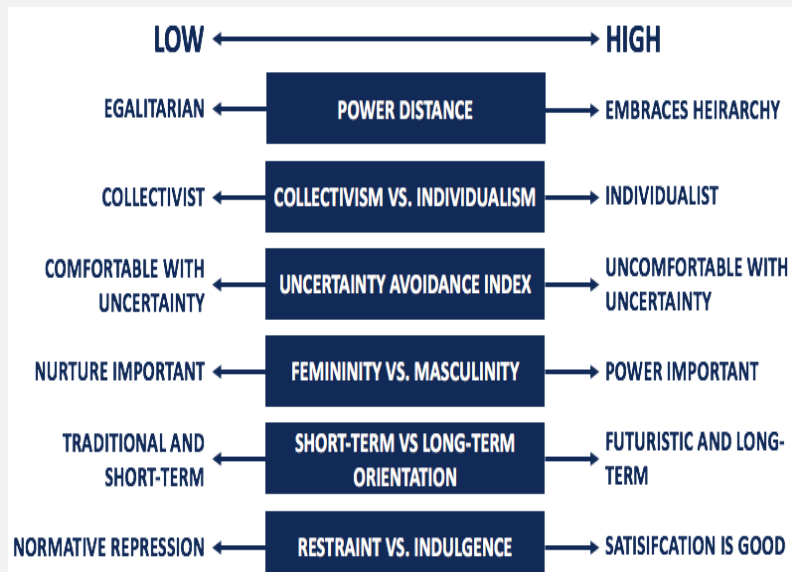 LOW HIGH
EGALITARIAN POWER DISTANCE EMBRACES HEIRARCHY
COLLECTIVIST COLLECTIVISM VS. INDIVIDUALISM INDIVIDUALIST
COMFORTABLE WITH
UNCERTAINTY
UNCERTAINTY AVOIDANCE INDEX
UNCOMFORTABLE WITH
UNCERTAINTY
NURTURE IMPORTANT FEMININITY VS. MASCULINITY POWER IMPORTANT
TRADITIONAL AND
SHORT-TERM
SHORT-TERM VS LONG-TERM
ORIENTATION
FUTURISTIC AND LONG-
TERM
NORMATIVE REPRESSION RESTRAINT VS. INDULGENCE SATISIFCATION IS GOOD